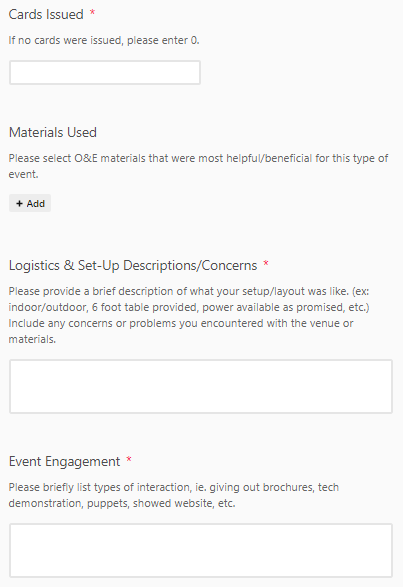 Cards Issued *
If no cards were issued, please enter 0.
Materials Used
Please select O&E materials that were most helpful/beneficial for this type of
event.
+ Add
Logistics & Set-Up Descriptions/Concerns *
Please provide a brief description of what your setup/layout was like. (ex:
indoor/outdoor, 6 foot table provided, power available as promised, etc.)
Include any concerns or problems you encountered with the venue or
materials.
Event Engagement *
Please briefly list types of interaction, ie. giving out brochures, tech
demonstration, puppets, showed website, etc.